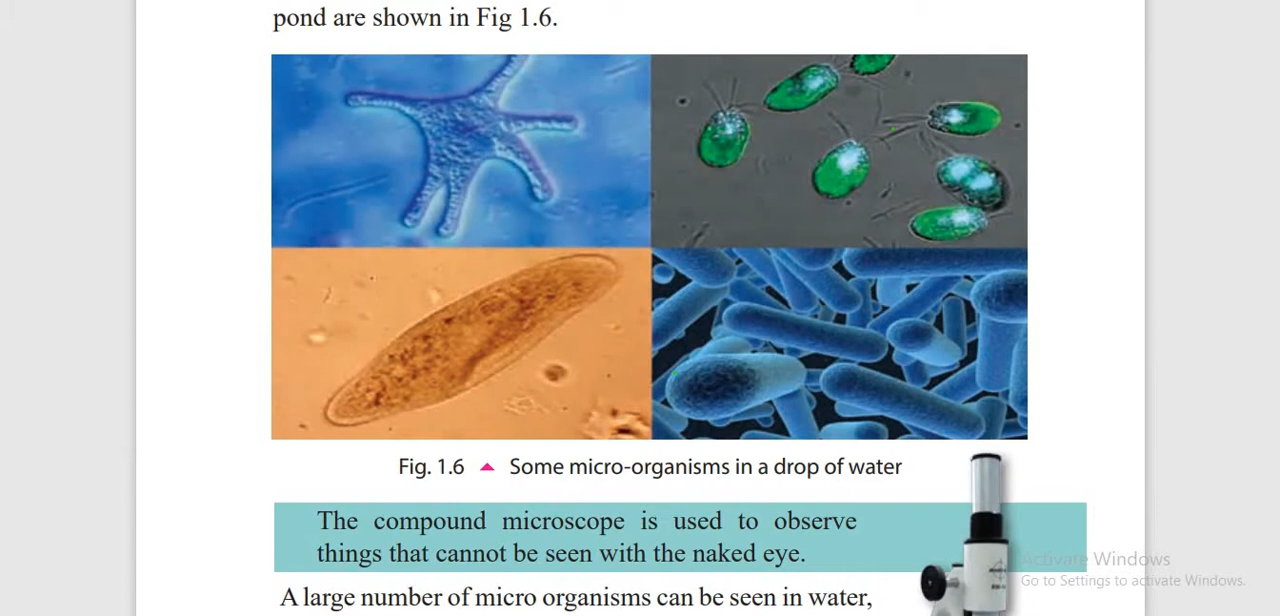 pond are shown in Fig 1.6.
Fig. 1.6 ▲ Some micro-organisms in a drop of water
The compound microscope is used to observe
things that cannot be seen with the naked eye.
Activate Windows
Go to Settings to activate Windows.
A large number of micro organisms can be seen in water,